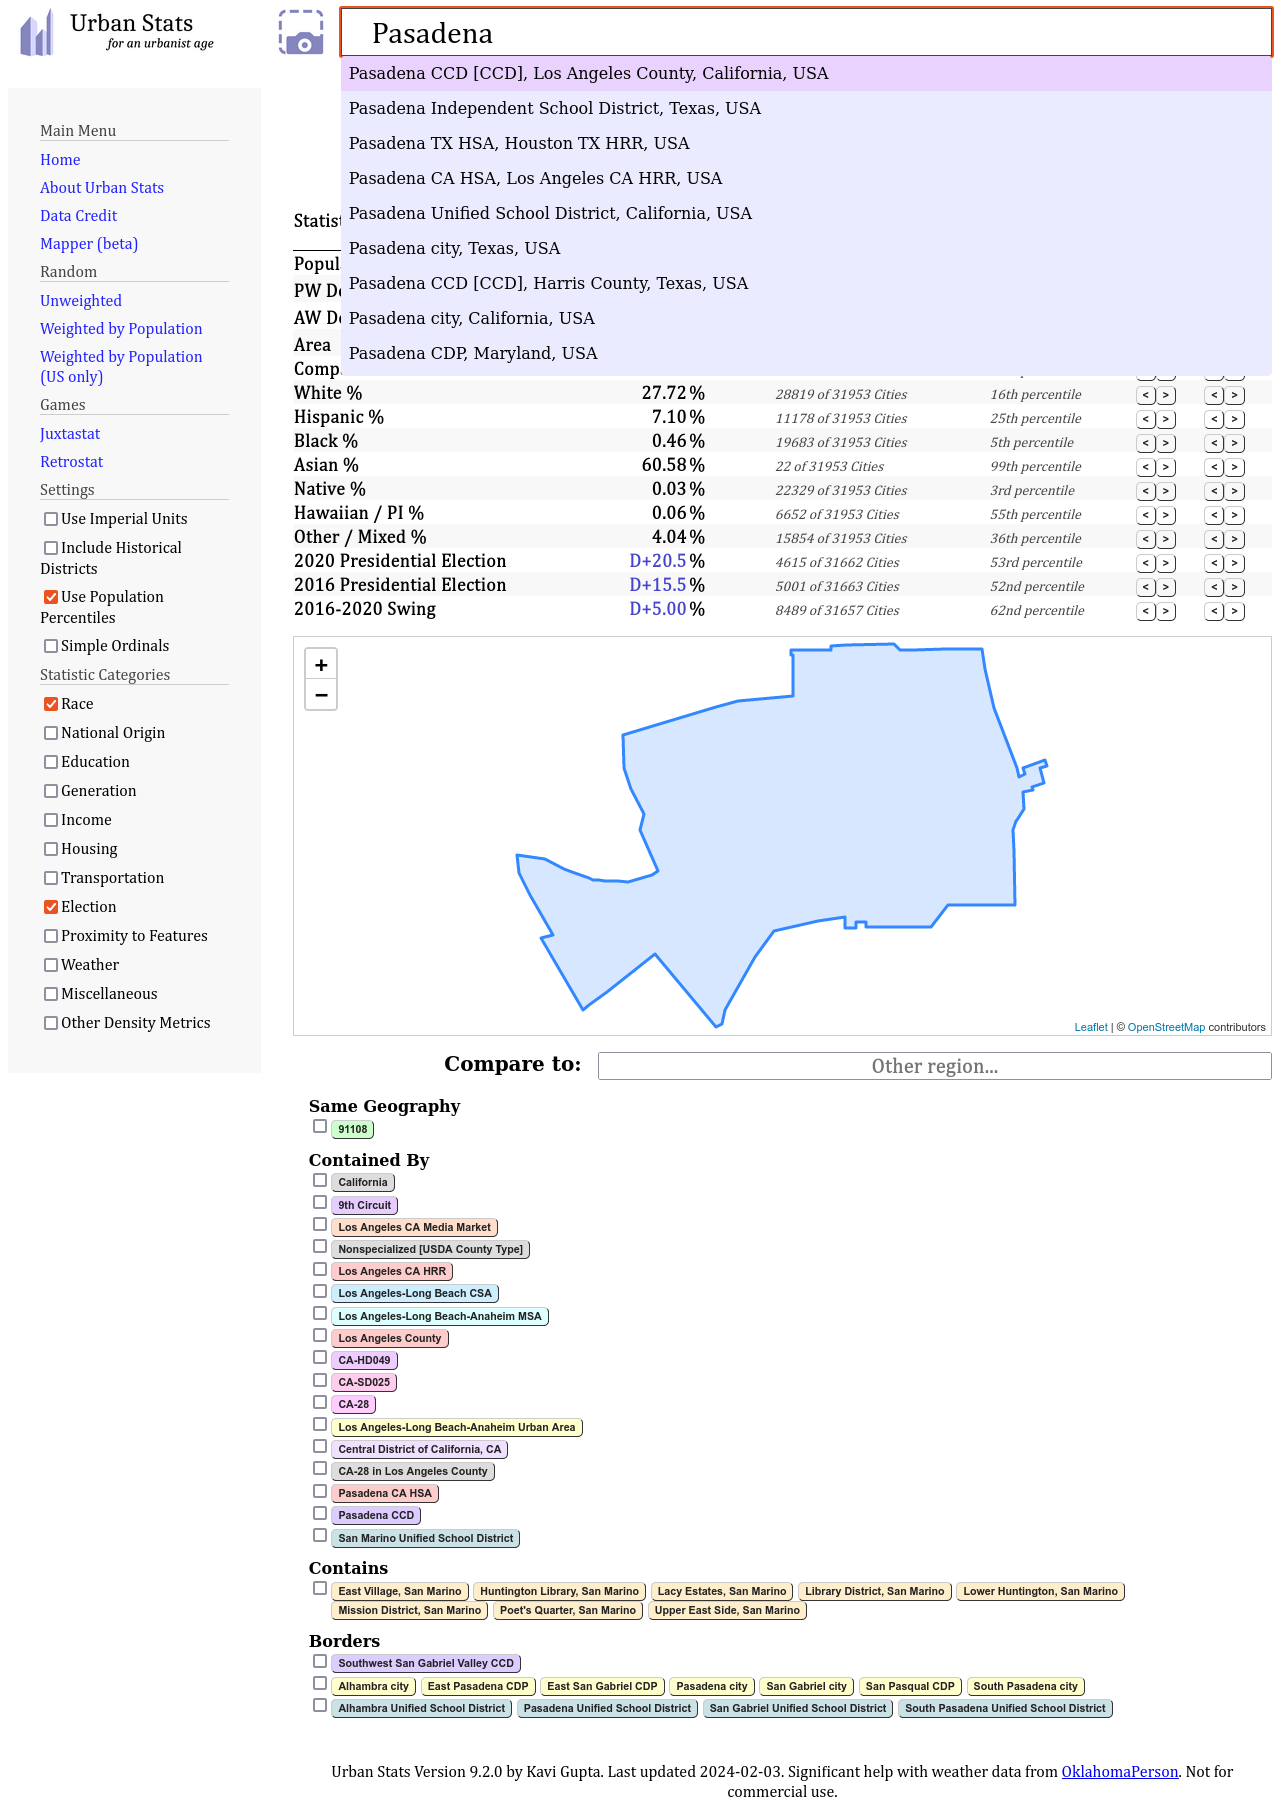 Urban Stats
for an urbanist age
Pasadena
Pasadena CCD [CCD], Los Angeles County, California, USA
Pasadena Independent School District, Texas, USA
Pasadena TX HSA, Houston TX HRR, USA
Pasadena CA HSA, Los Angeles CA HRR, USA
Pasadena Unified School District, California, USA
Pasadena city, Texas, USA
Pasadena CCD [CCD], Harris County, Texas, USA
Pasadena city, California, USA
Pasadena CDP, Maryland, USA
Main Menu
Home
About Urban Stats
Data Credit
Mapper (beta)
Random
Unweighted
Weighted by Population
Weighted by Population
(US only)
Games
Juxtastat
Retrostat
Settings
Use Imperial Units
Include Historical
Districts
Use Population
Percentiles
Simple Ordinals
Statistic Categories
Race
National Origin
Education
Generation
Income
Housing
Transportation
Election
Proximity to Features
Weather
Miscellaneous
Other Density Metrics
Area
White % 27.72% 28819 of 31953 Cities 16th percentile < > < >
Hispanic % 7.10% 11178 of 31953 Cities 25th percentile < > < >
Black % 0.46% 19683 of 31953 Cities 5th percentile < > < >
Asian % 60.58% 22 of 31953 Cities 99th percentile < > < >
Native % 0.03% 22329 of 31953 Cities 3rd percentile < > < >
Hawaiian / PI % 0.06% 6652 of 31953 Cities 55th percentile < > < >
Other / Mixed % 4.04% 15854 of 31953 Cities 36th percentile < > < >
2020 Presidential Election D+20.5% 4615 of 31662 Cities 53rd percentile < > < >
2016 Presidential Election D+15.5% 5001 of 31663 Cities 52nd percentile < > < >
2016-2020 Swing D+5.00% 8489 of 31657 Cities 62nd percentile < > < >
+
−
Leaflet | © OpenStreetMap contributors
Compare to: Other region...
Same Geography
91108
Contained By
California
9th Circuit
Los Angeles CA Media Market
Nonspecialized [USDA County Type]
Los Angeles CA HRR
Los Angeles-Long Beach CSA
Los Angeles-Long Beach-Anaheim MSA
Los Angeles County
CA-HD049
CA-SD025
CA-28
Los Angeles-Long Beach-Anaheim Urban Area
Central District of California, CA
CA-28 in Los Angeles County
Pasadena CA HSA
Pasadena CCD
San Marino Unified School District
Contains
East Village, San Marino Huntington Library, San Marino Lacy Estates, San Marino Library District, San Marino Lower Huntington, San Marino
Mission District, San Marino Poet's Quarter, San Marino Upper East Side, San Marino
Borders
Southwest San Gabriel Valley CCD
Alhambra city East Pasadena CDP East San Gabriel CDP Pasadena city San Gabriel city San Pasqual CDP South Pasadena city
Alhambra Unified School District Pasadena Unified School District San Gabriel Unified School District South Pasadena Unified School District
Urban Stats Version 9.2.0 by Kavi Gupta. Last updated 2024-02-03. Significant help with weather data from OklahomaPerson. Not for
commercial use.